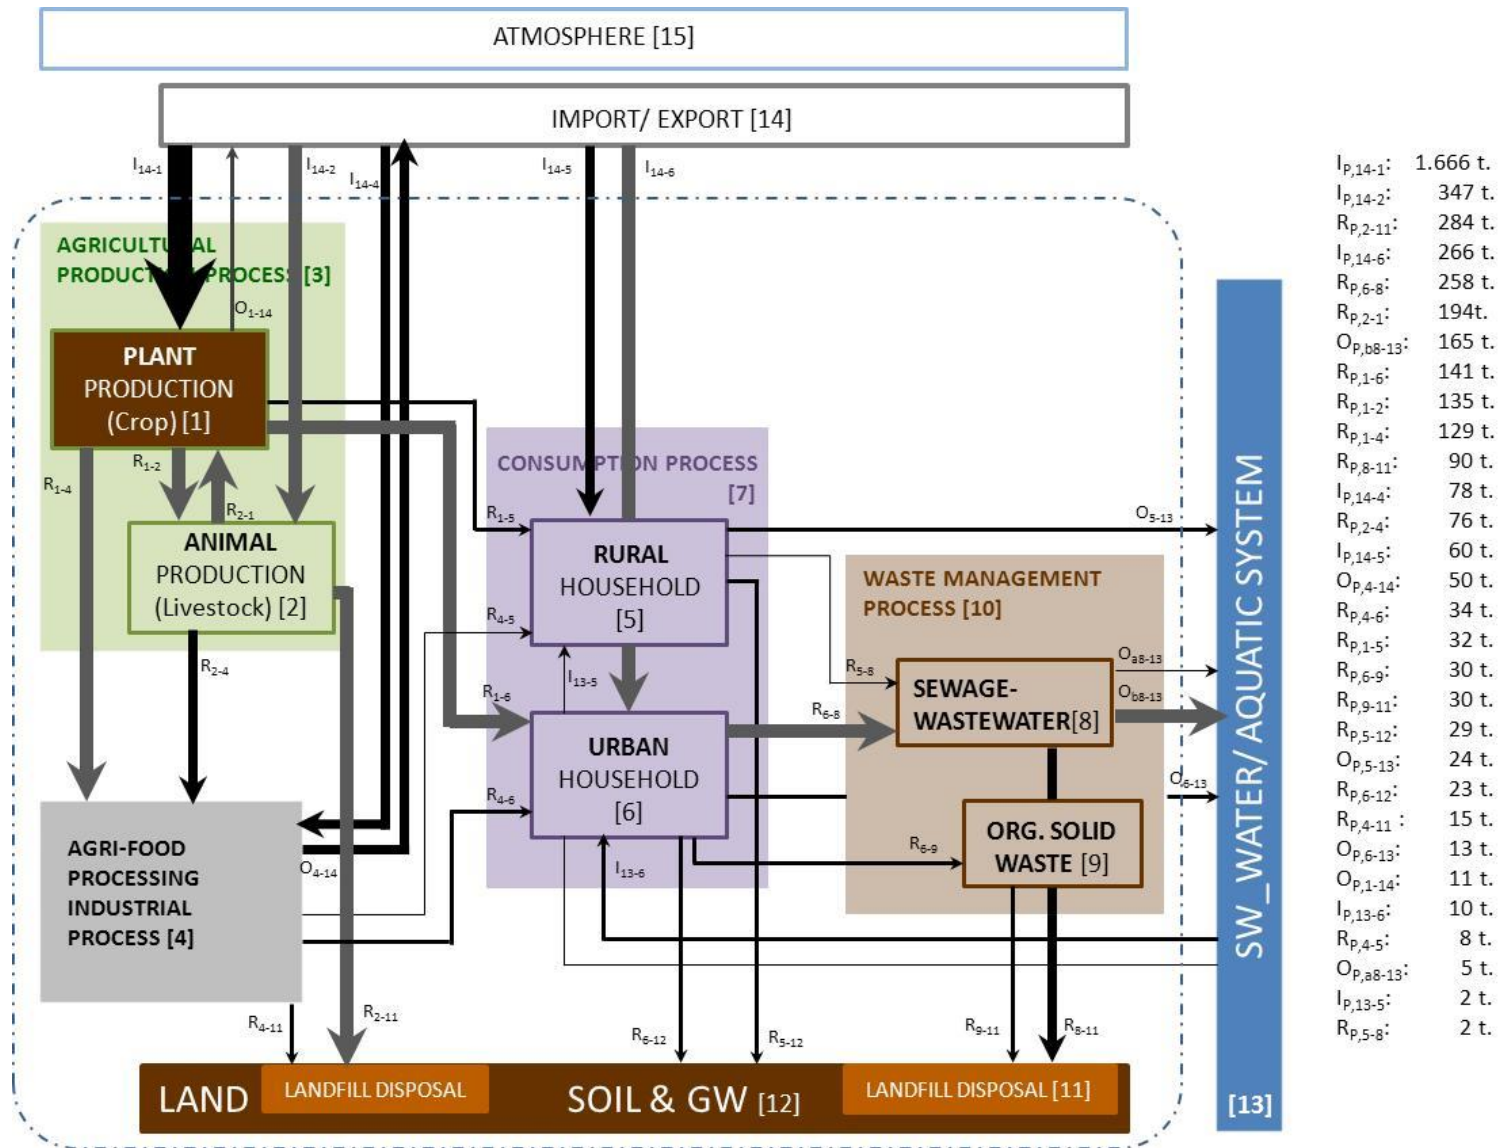 ATMOSPHERE [15]
IMPORT/ EXPORT [14]
I14-1
I14-2
I14-4
I14-5
I14-6
AGRICULTURAL
PRODUCTION PROCESS [3]
O1-14
PLANT
PRODUCTION
(Crop) [1]
R1-4
R1-2
R2-1
ANIMAL
PRODUCTION
(Livestock) [2]
R2-4
CONSUMPTION PROCESS
[7]
R1-5
RURAL
HOUSEHOLD
[5]
R4-5
I13-5
R1-6
URBAN
HOUSEHOLD
[6]
R4-6
I13-6
O5-13
WASTE MANAGEMENT
PROCESS [10]
R5-8
R6-8
SEWAGE-
WASTEWATER[8]
Oa8-13
Ob8-13
O6-13
ORG. SOLID
WASTE [9]
R6-9
AGRI-FOOD
PROCESSING
INDUSTRIAL
PROCESS [4]
O4-14
R4-11
R2-11
R6-12
R5-12
R9-11
R8-11
LAND
LANDFILL DISPOSAL
SOIL & GW [12]
LANDFILL DISPOSAL [11]
SW_WATER/ AQUATIC SYSTEM
[13]
IP,14-1: 1.666 t.
IP,14-2: 347 t.
RP,2-11: 284 t.
IP,14-6: 266 t.
RP,6-8: 258 t.
RP,2-1: 194t.
OP,b8-13: 165 t.
RP,1-6: 141 t.
RP,1-2: 135 t.
RP,1-4: 129 t.
RP,8-11: 90 t.
IP,14-4: 78 t.
RP,2-4: 76 t.
IP,14-5: 60 t.
OP,4-14: 50 t.
RP,4-6: 34 t.
RP,1-5: 32 t.
RP,6-9: 30 t.
RP,9-11: 30 t.
RP,5-12: 29 t.
OP,5-13: 24 t.
RP,6-12: 23 t.
RP,4-11 : 15 t.
OP,6-13: 13 t.
OP,1-14: 11 t.
IP,13-6: 10 t.
RP,4-5: 8 t.
OP,a8-13: 5 t.
IP,13-5: 2 t.
RP,5-8: 2 t.